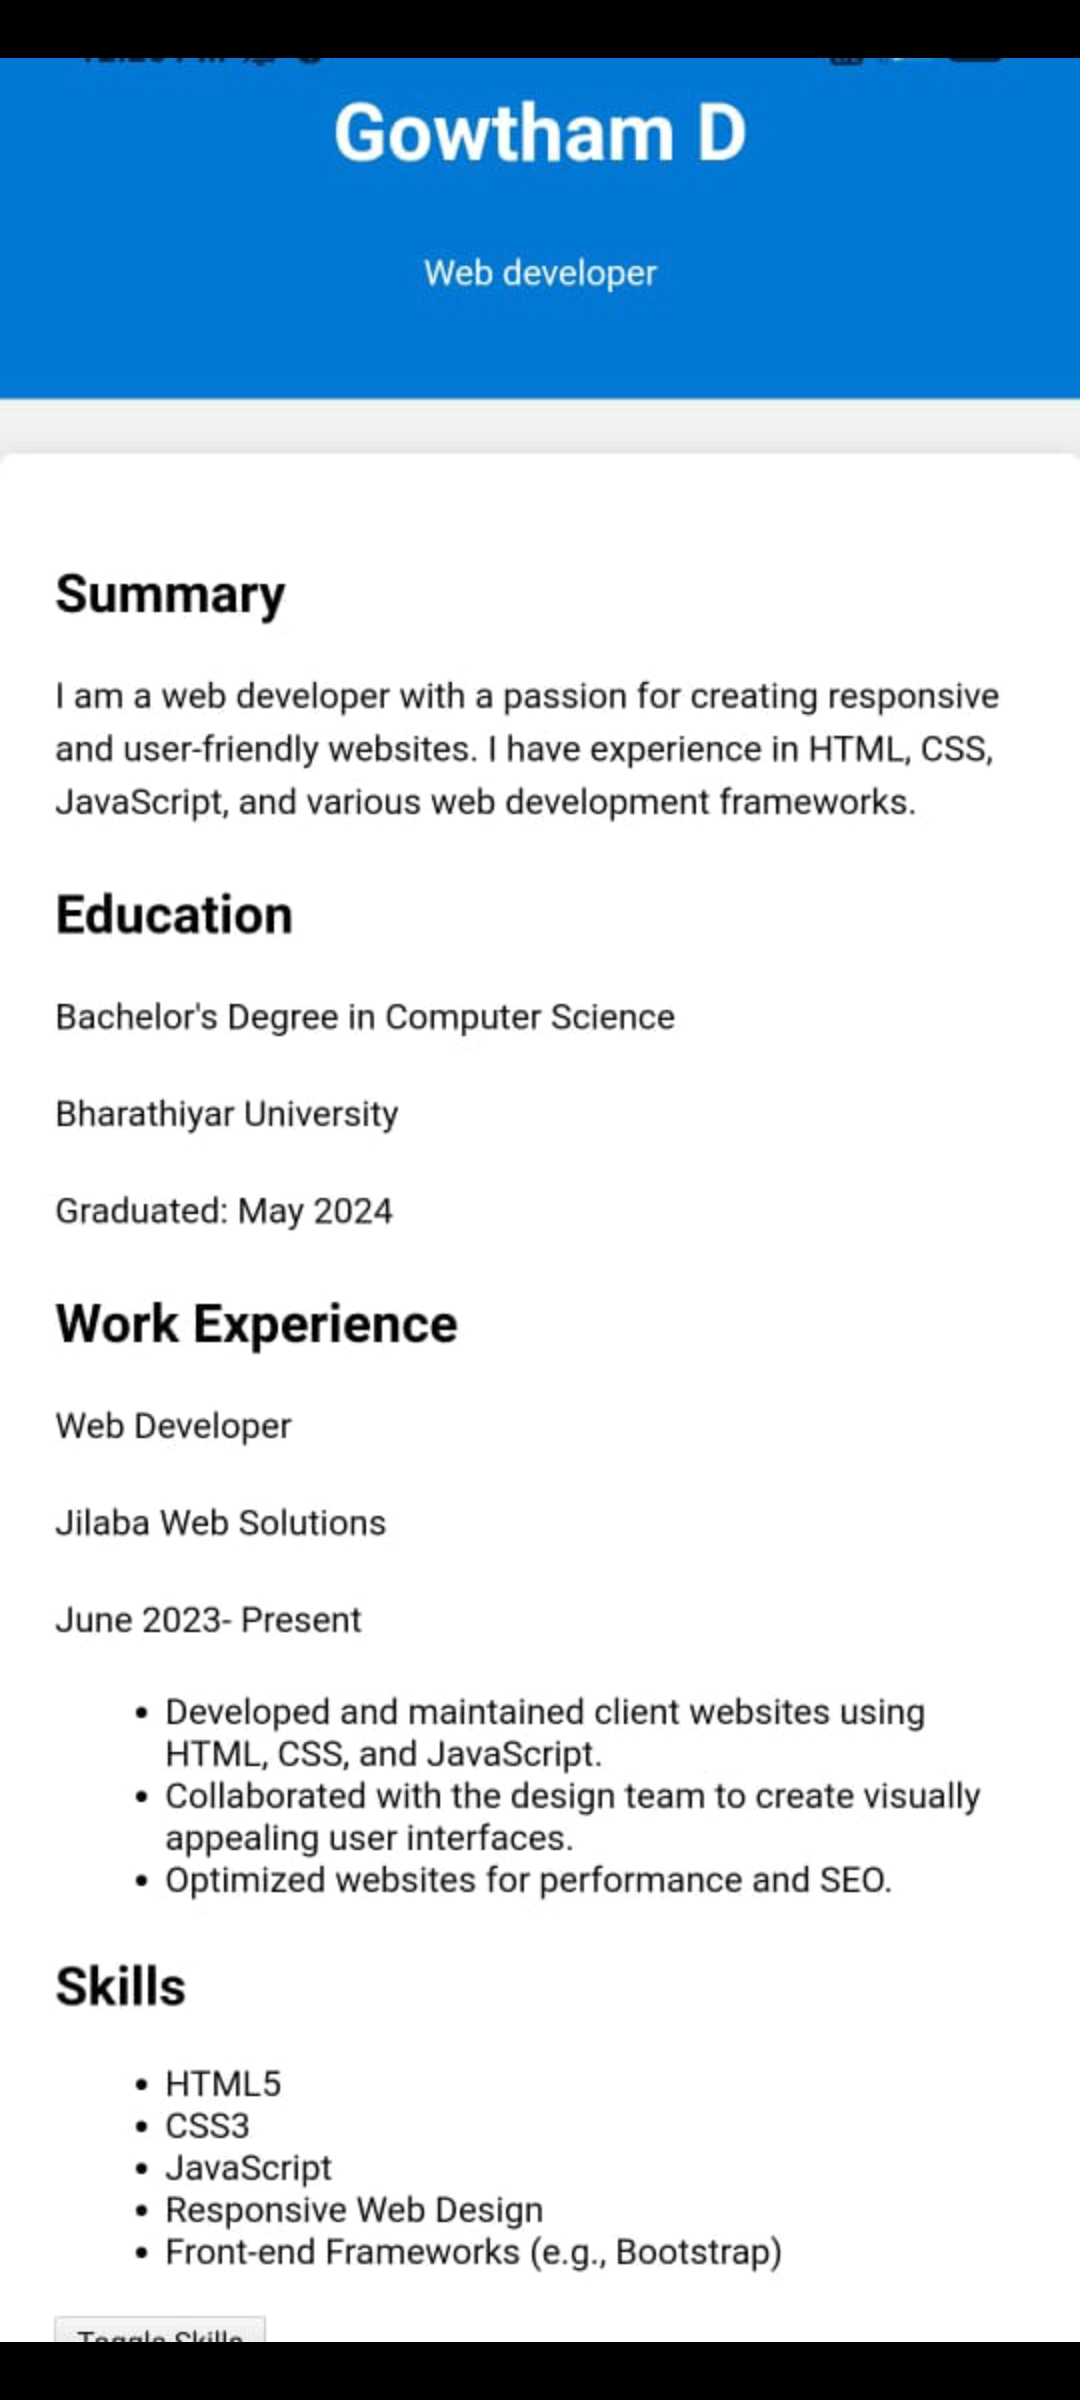 Gowtham D
Web developer
Summary
I am a web developer with a passion for creating responsive
and user-friendly websites. I have experience in HTML, CSS,
JavaScript, and various web development frameworks.
Education
Bachelor's Degree in Computer Science
Bharathiyar University
Graduated: May 2024
Work Experience
Web Developer
Jilaba Web Solutions
June 2023- Present
• Developed and maintained client websites using
HTML, CSS, and JavaScript.
• Collaborated with the design team to create visually
appealing user interfaces.
• Optimized websites for performance and SEO.
Skills
• HTML5
• CSS3
• JavaScript
• Responsive Web Design
• Front-end Frameworks (e.g., Bootstrap)
Toggle Skills